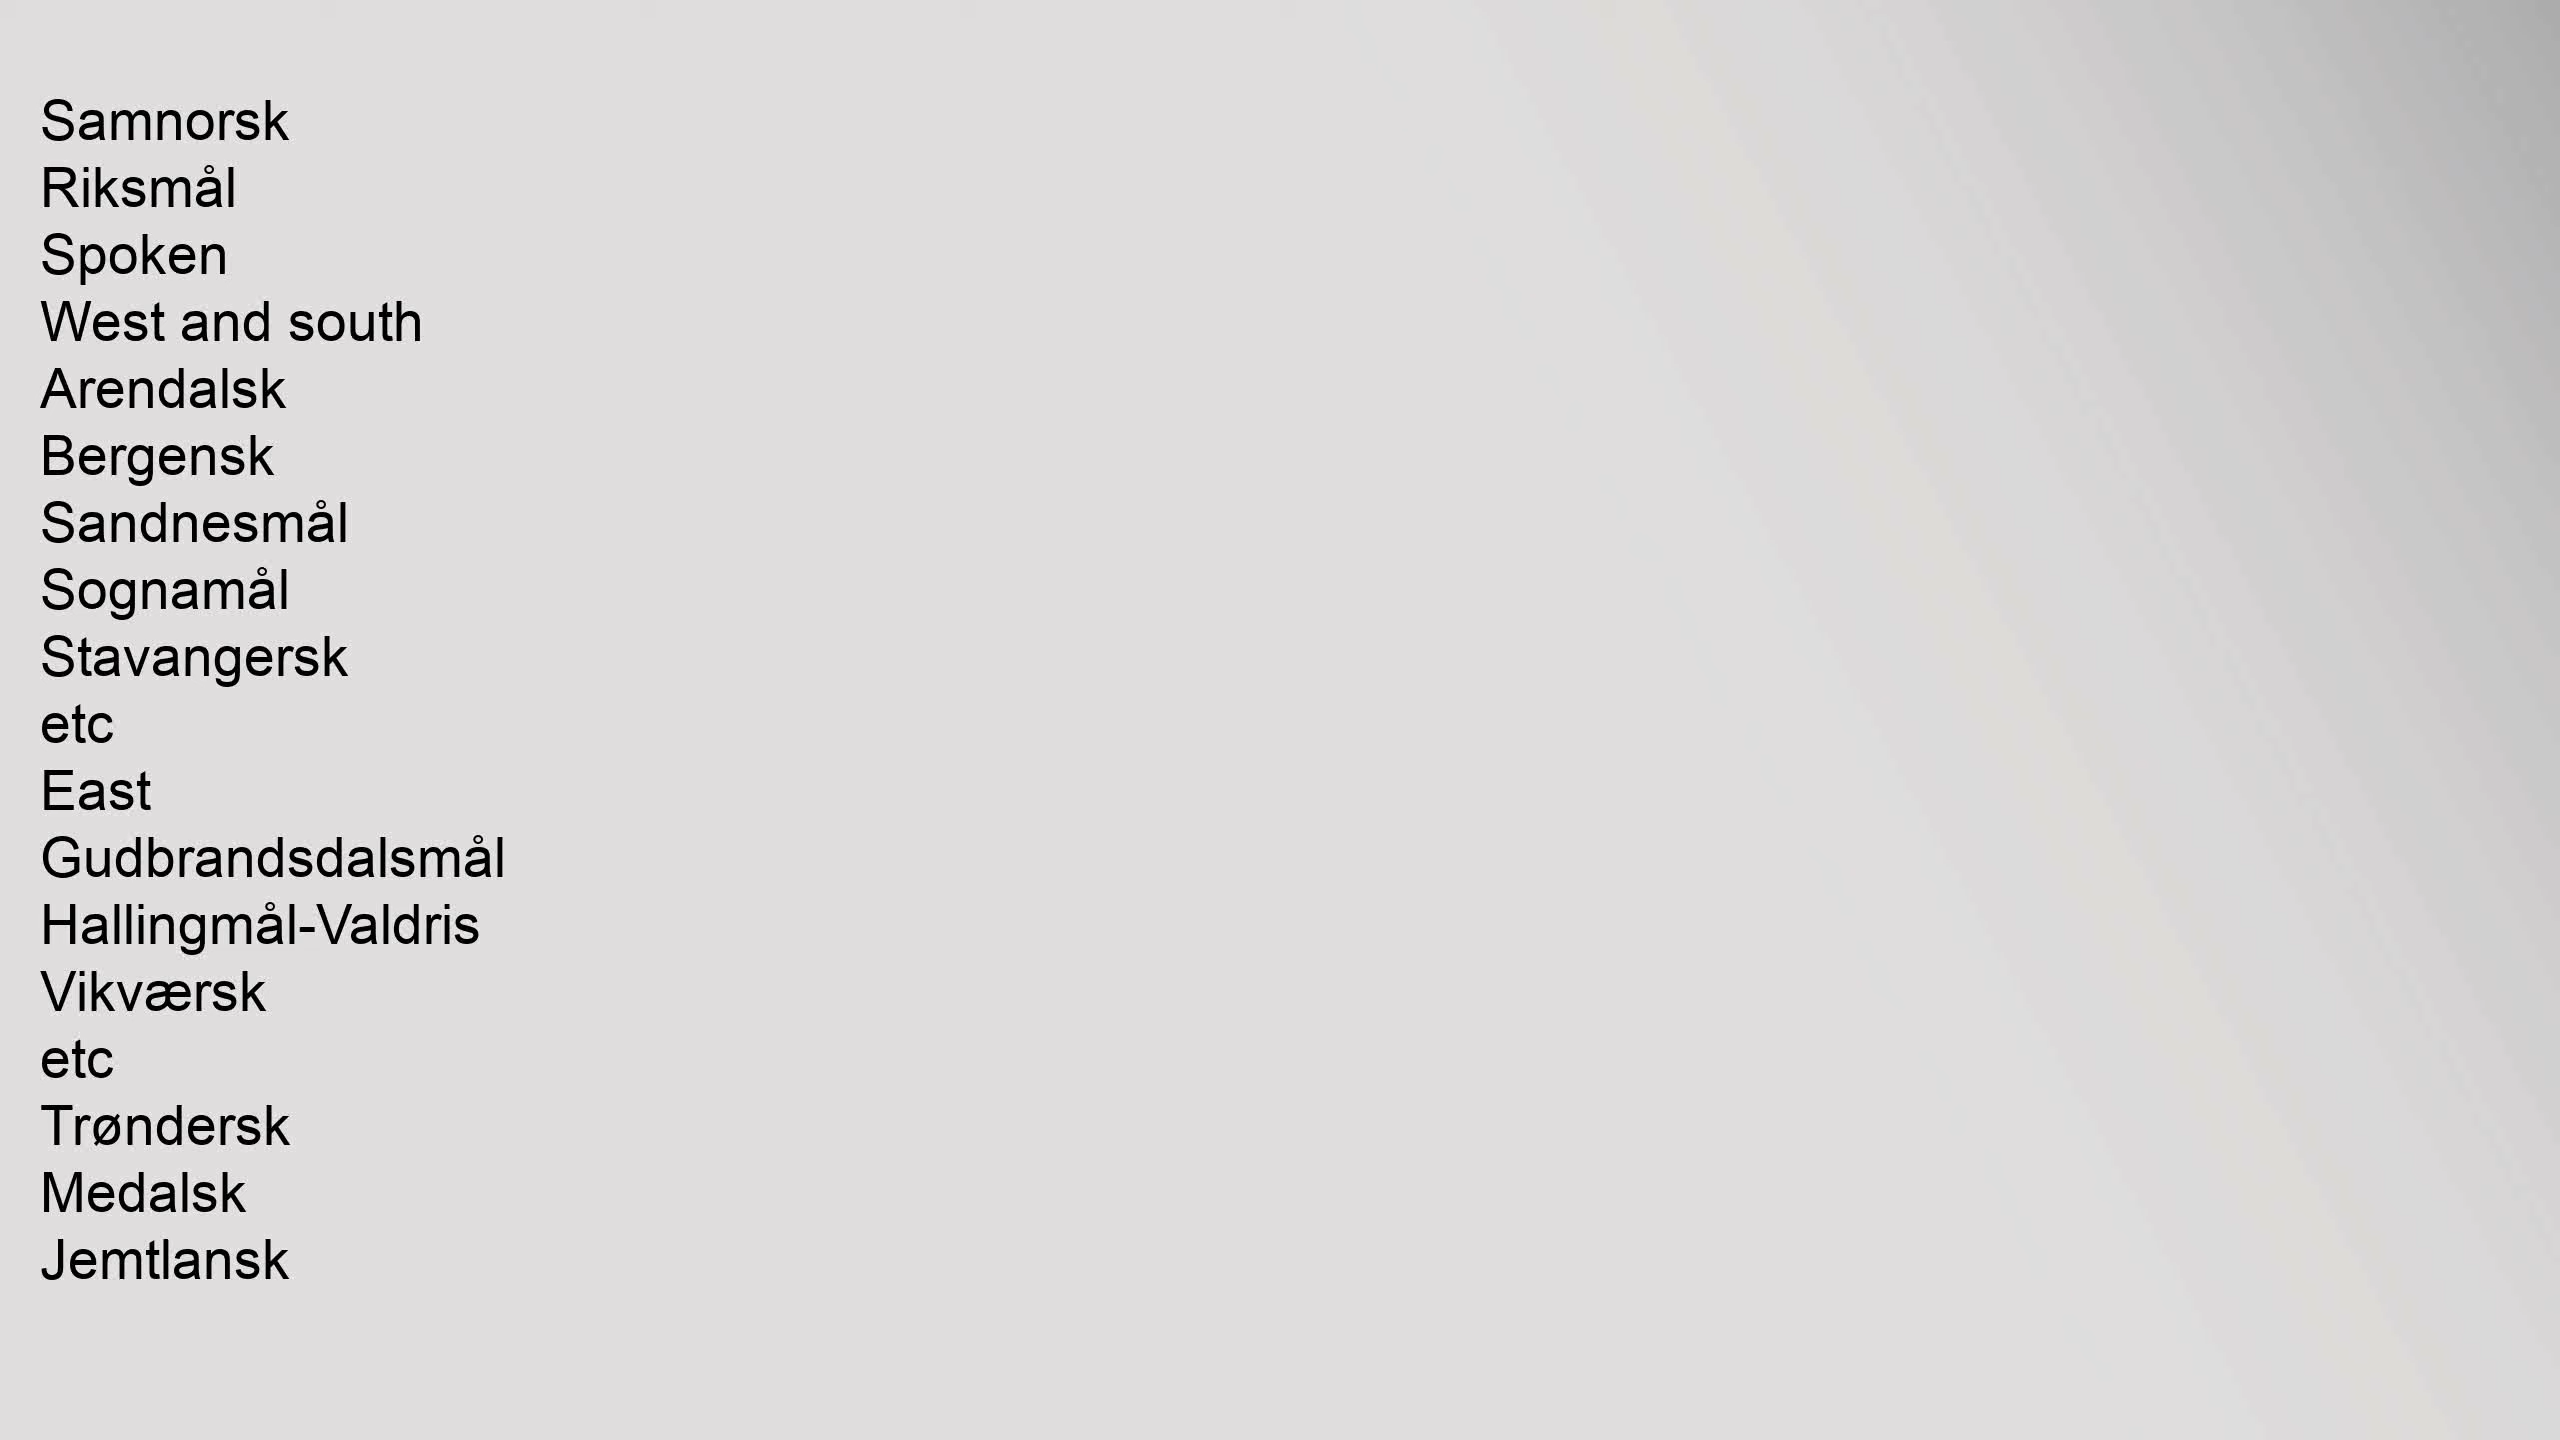 Samnorsk
Riksmål
Spoken
West and south
Arendalsk
Bergensk
Sandnesmål
Sognamål
Stavangersk
etc
East
Gudbrandsdalsmål
Hallingmål-Valdris
Vikværsk
etc
Trøndersk
Medalsk
Jemtlansk